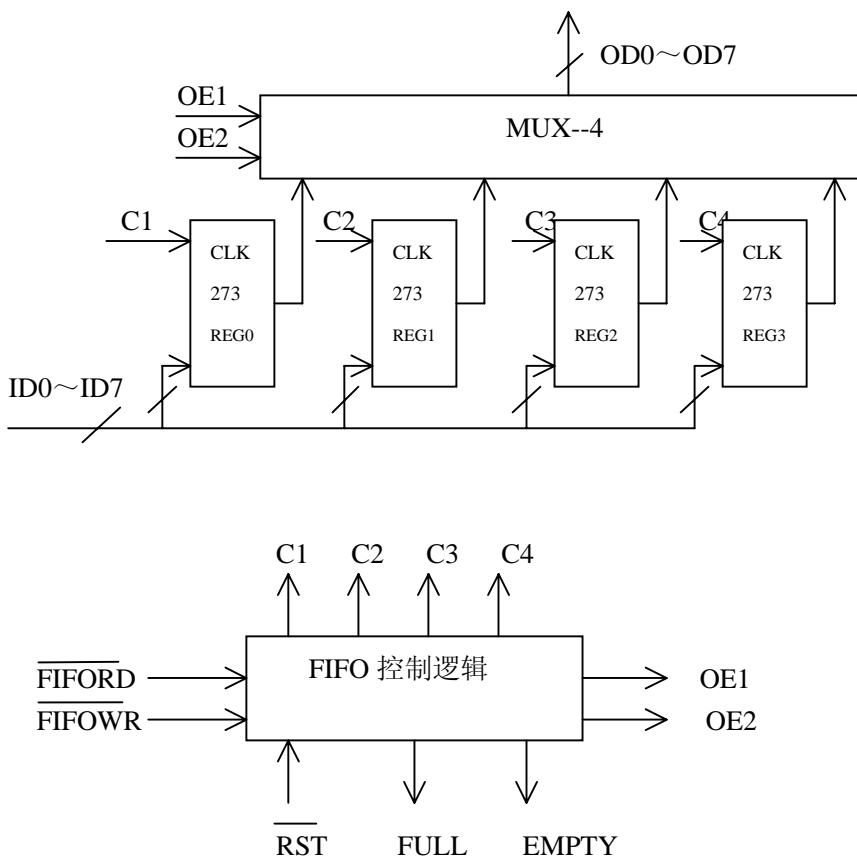 OD0～OD7
OE1
OE2
MUX--4
C1
C2
C3
C4
CLK
273
REG0
CLK
273
REG1
CLK
273
REG2
CLK
273
REG3
ID0～ID7
C1
C2
C3
C4
FIFORD
FIFOWR
FIFO 控制逻辑
OE1
OE2
RST
FULL
EMPTY